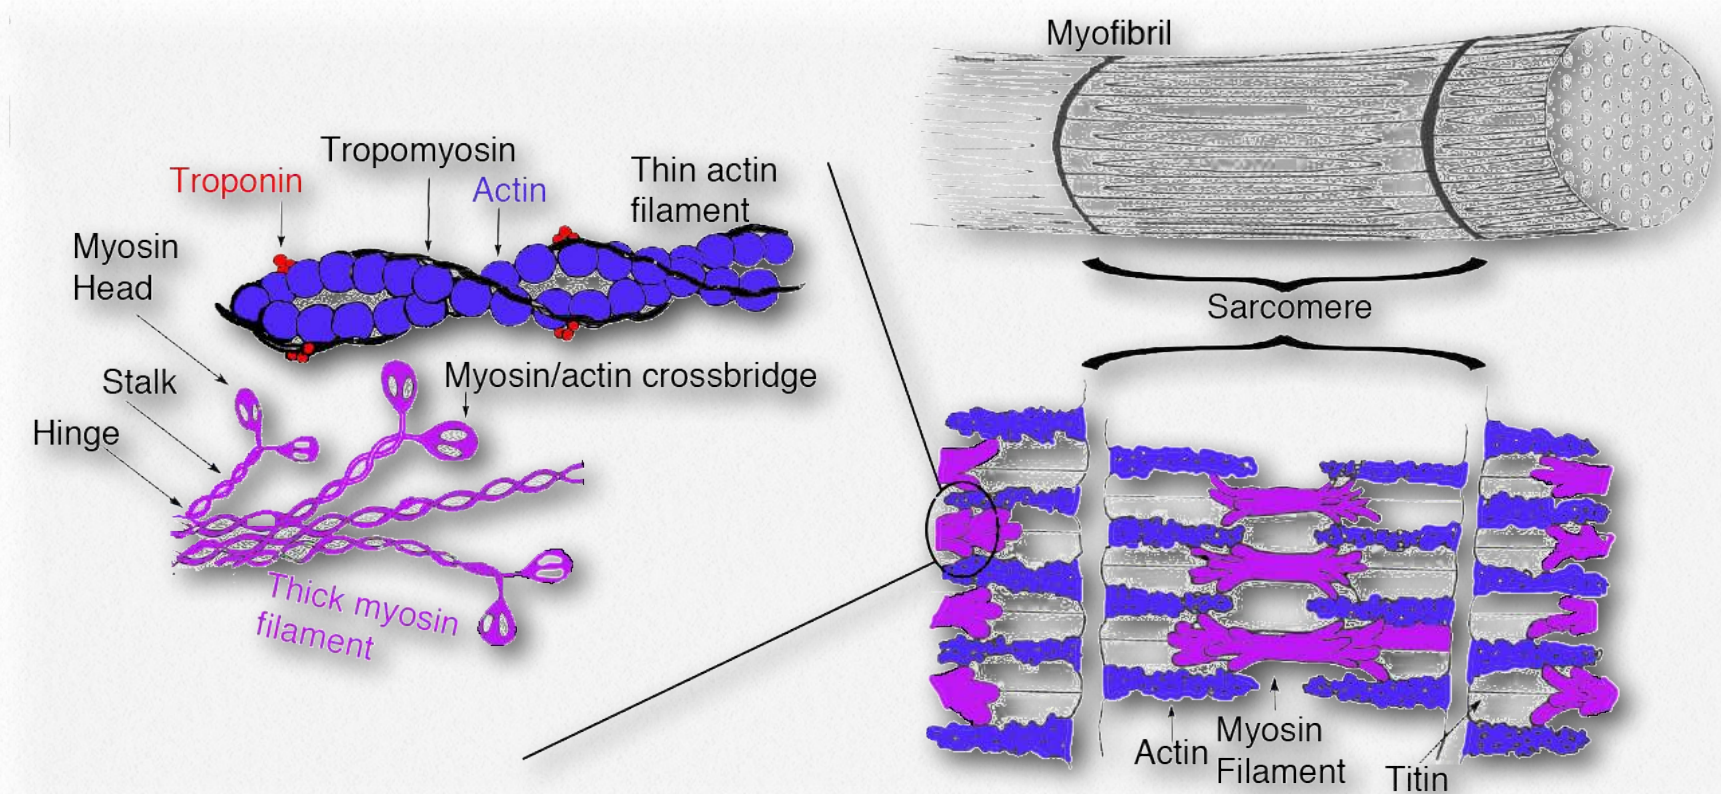 Myofibril
Tropomyosin
Troponin
Actin
Thin actin
filament
Myosin
Head
Sarcomere
Stalk
Myosin/actin crossbridge
Hinge
Thick myosin
filament
Actin
Myosin
Filament
Titin